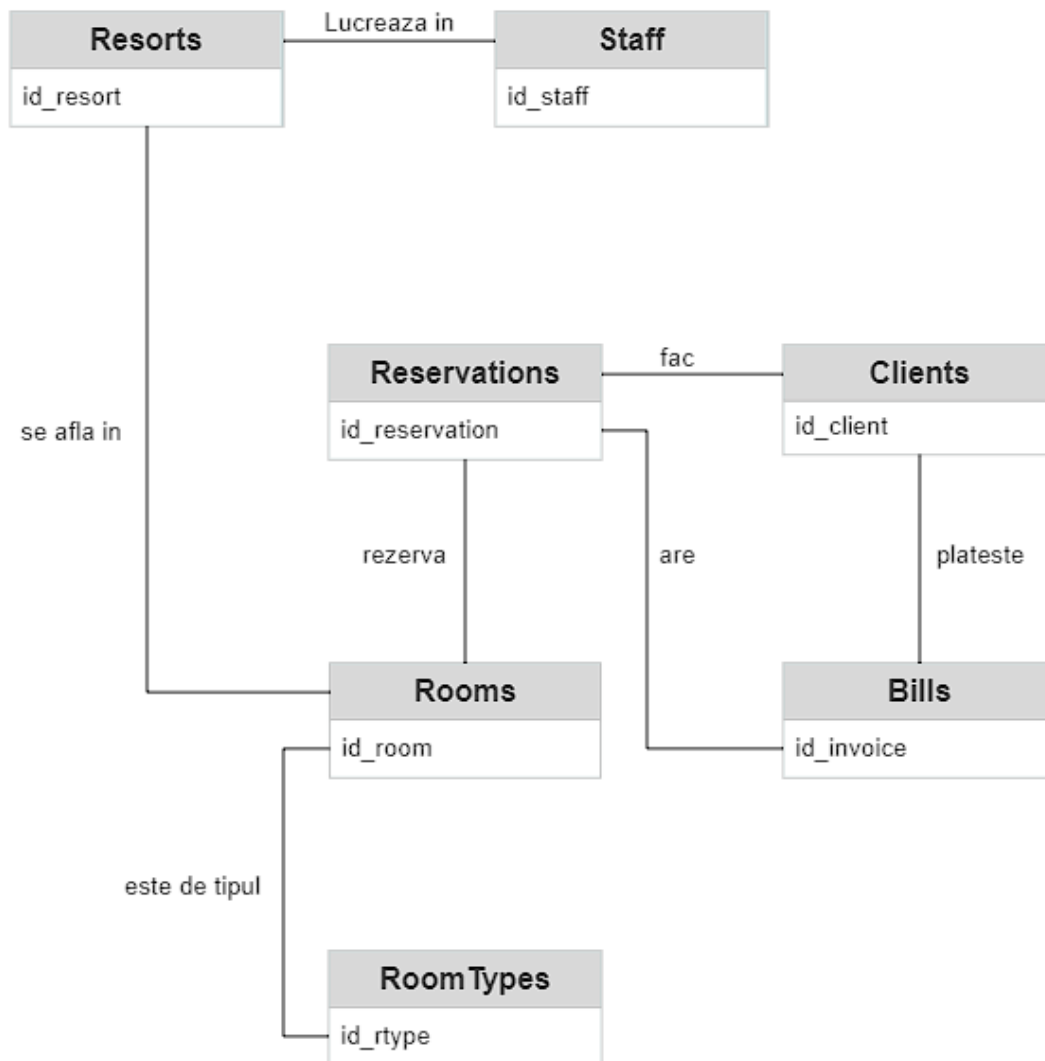 Resorts
Lucreaza in
Staff
id_resort
id_staff
Reservations
fac
Clients
id_reservation
id_client
se afla in
rezerva
are
plateste
Rooms
Bills
id_room
id_invoice
este de tipul
RoomTypes
id_rtype